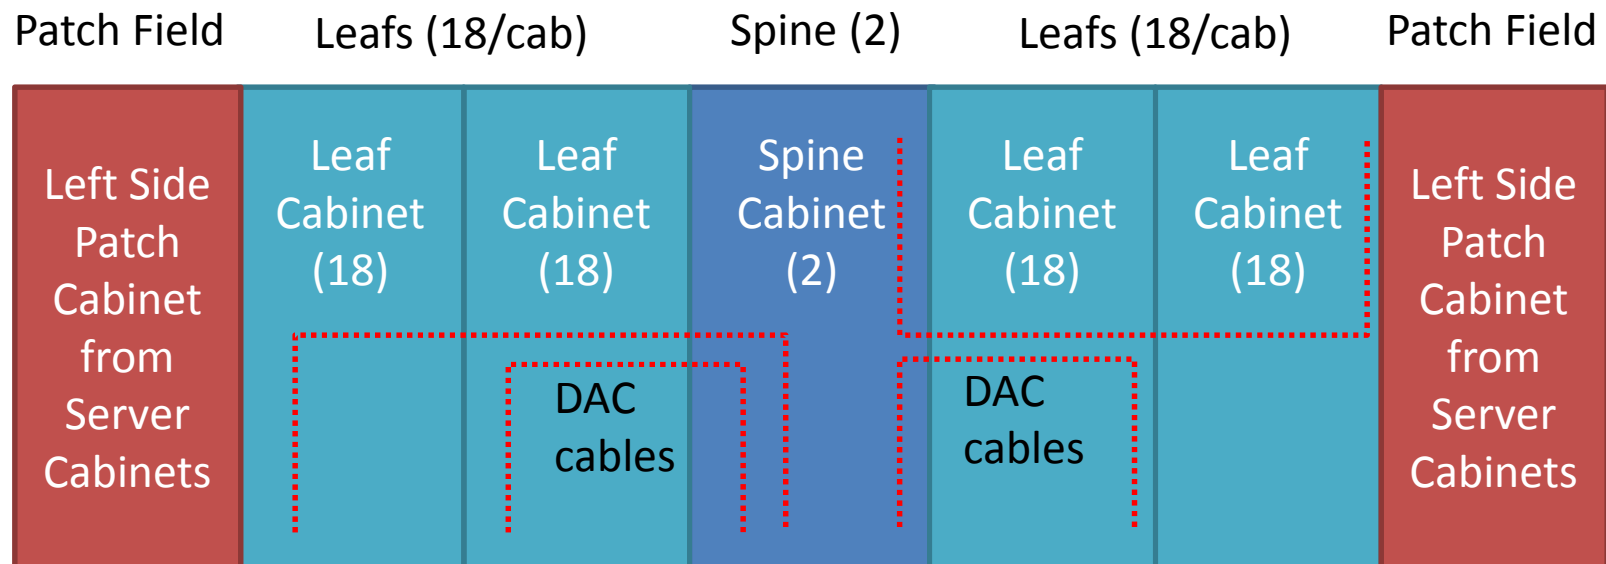 Patch Field
Leafs (18/cab)
Spine (2)
Leafs (18/cab)
Patch Field
Left Side
Patch
Cabinet
from
Server
Cabinets
Leaf
Cabinet
(18)
Leaf
Cabinet
(18)
DAC
cables
Spine
Cabinet
(2)
Leaf
Cabinet
(18)
DAC
cables
Leaf
Cabinet
(18)
Left Side
Patch
Cabinet
from
Server
Cabinets